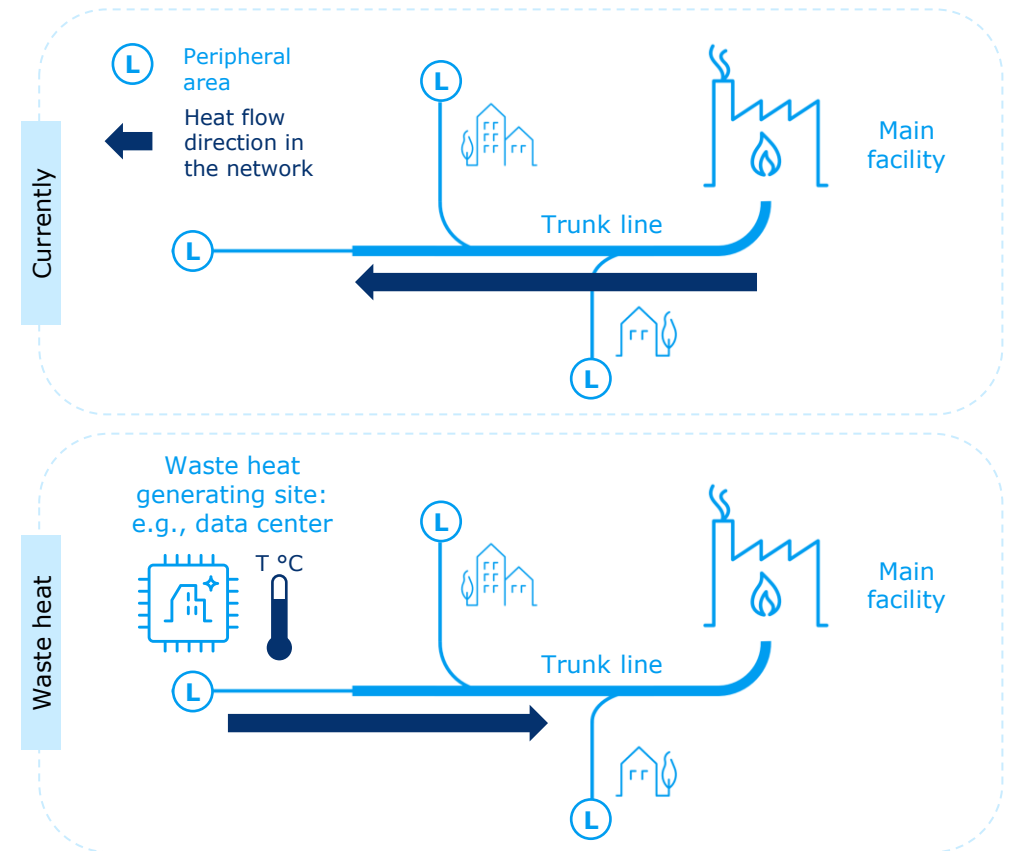 Currently
L
Peripheral
area
Heat flow
direction in
the network
L
Main
facility
Trunk line
L
L
Waste heat
Waste heat
generating site:
e.g., data center
T °C
L
Main
facility
Trunk line
L
L